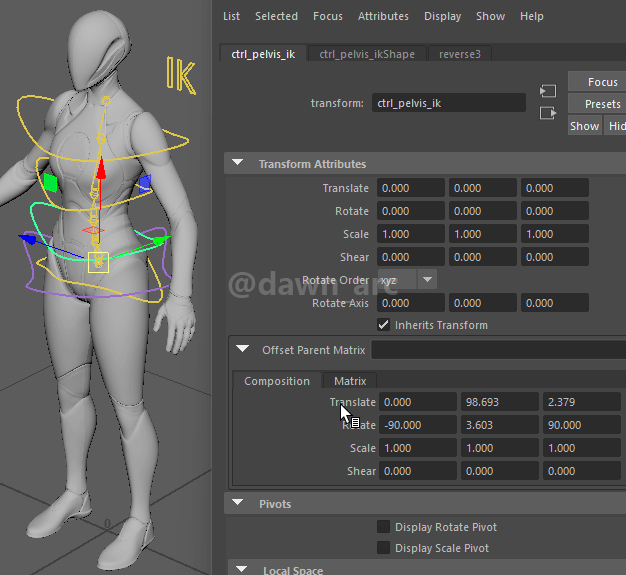 List Selected Focus Attributes Display Show Help
IK
ctrl_pelvis_ik ctrl_pelvis_ikShape reverse3
Focus
transform: ctrl_pelvis_ik
Presets
Show Hid
Transform Attributes
Translate 0.000 0.000 0.000
Rotate 0.000 0.000 0.000
Scale 1.000 1.000 1.000
Shear 0.000 0.000 0.000
Rotate Order xyz
@dawn arc
Rotate Axis 0.000 0.000 0.000
Inherits Transform
Offset Parent Matrix
Composition Matrix
Translate 0.000 98.693 2.379
Rotate -90.000 3.603 90.000
Scale 1.000 1.000 1.000
Shear 0.000 0.000 0.000
Pivots
Display Rotate Pivot
0
Display Scale Pivot
Local Space